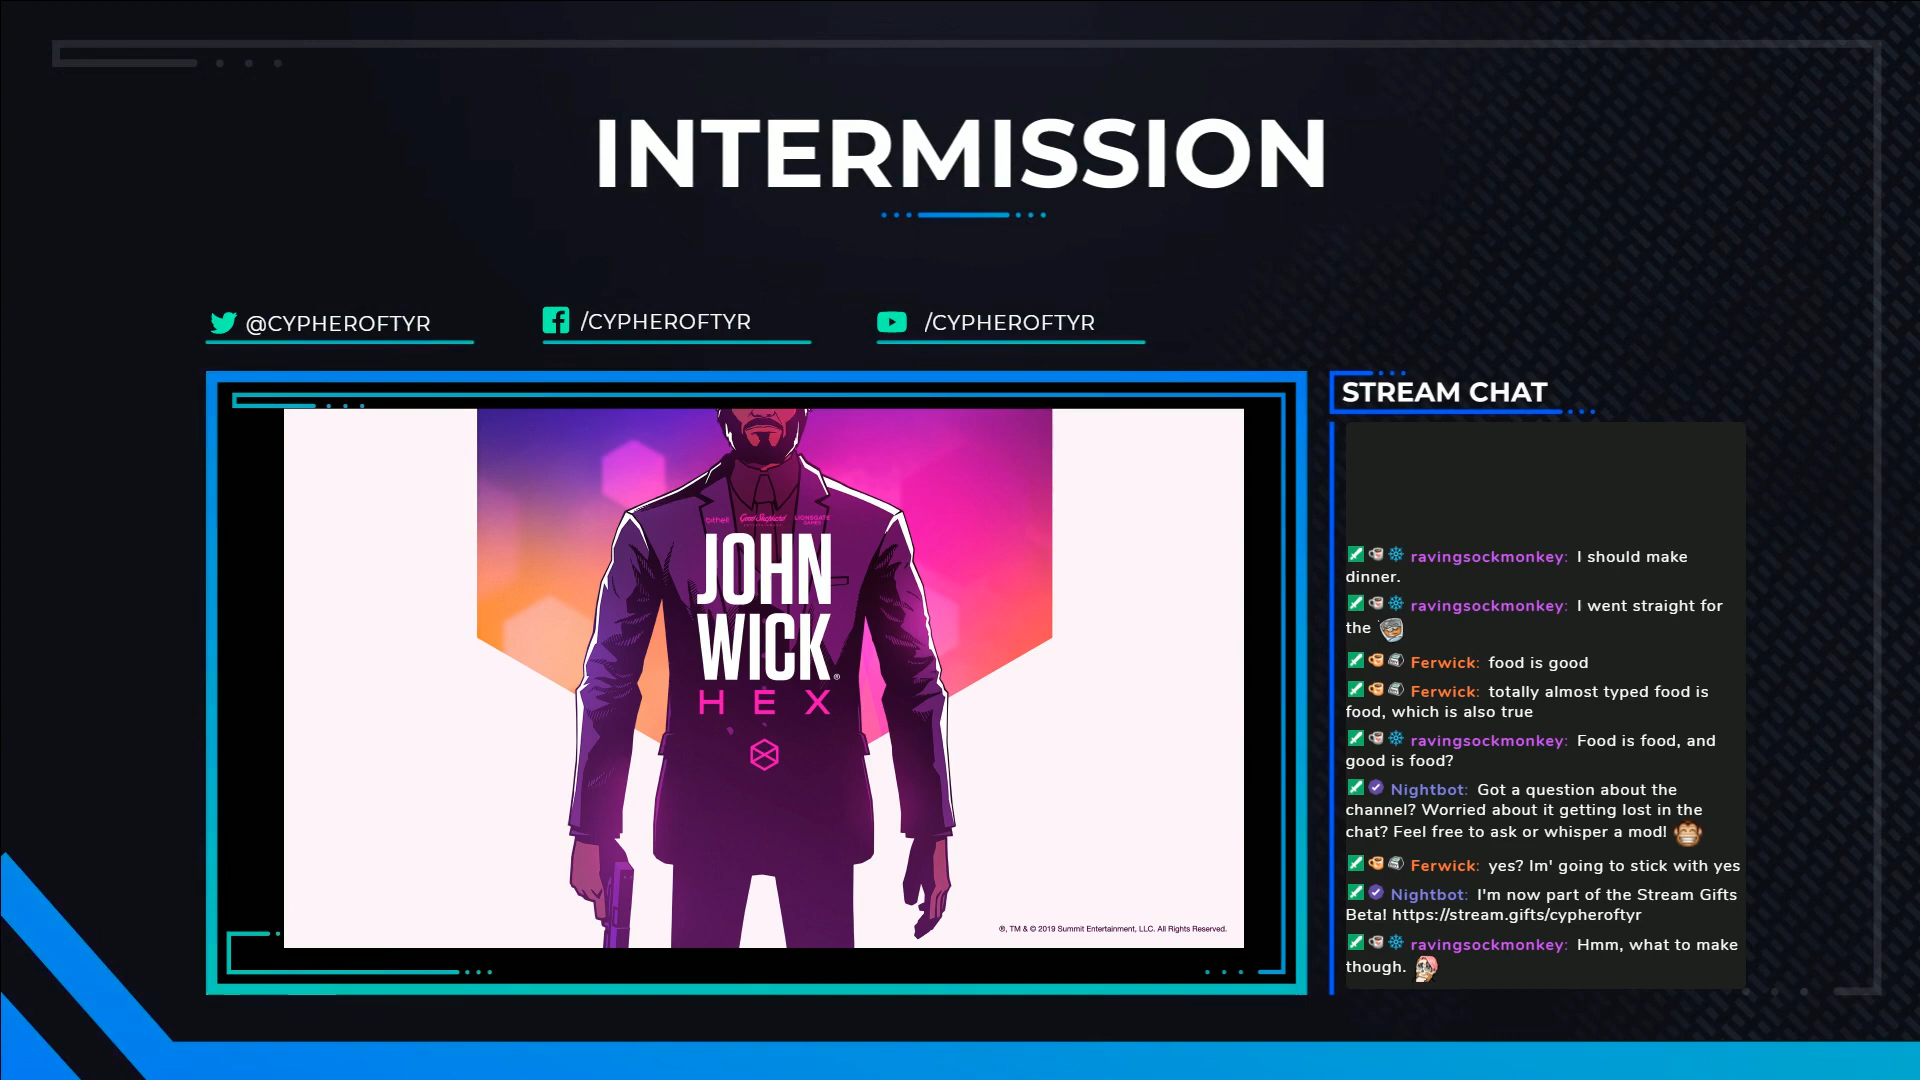 INTERMISSION
@CYPHEROFTYR
/CYPHEROFTYR
/CYPHEROFTYR
bithell Good Shepherd LIONSGATE
GAMES
JOHN
WICK®
HEX
®, TM & © 2019 Summit Entertainment, LLC. All Rights Reserved.
STREAM CHAT
ravingsockmonkey: I should make
dinner.
ravingsockmonkey: I went straight for
the
Ferwick: food is good
Ferwick: totally almost typed food is
food, which is also true
ravingsockmonkey: Food is food, and
good is food?
Nightbot: Got a question about the
channel? Worried about it getting lost in the
chat? Feel free to ask or whisper a mod!
Ferwick: yes? Im' going to stick with yes
Nightbot: I'm now part of the Stream Gifts
Beta! https://stream.gifts/cypheroftyr
ravingsockmonkey: Hmm, what to make
though.